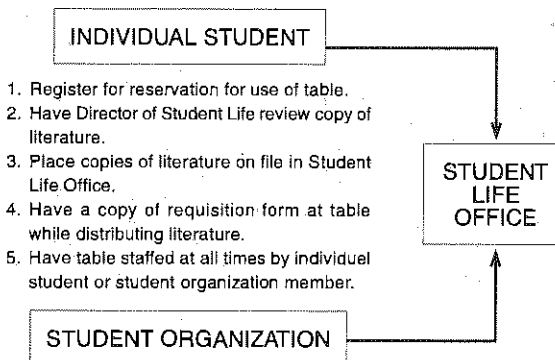 INDIVIDUAL STUDENT
1. Register for reservation for use of table.
2. Have Director of Student Life review copy of
literature.
3. Place copies of literature on file in Student
Life Office.
4. Have a copy of requisition form at table
while distributing literature.
5. Have table staffed at all times by individuel
student or student organization member.
STUDENT
LIFE
OFFICE
STUDENT ORGANIZATION